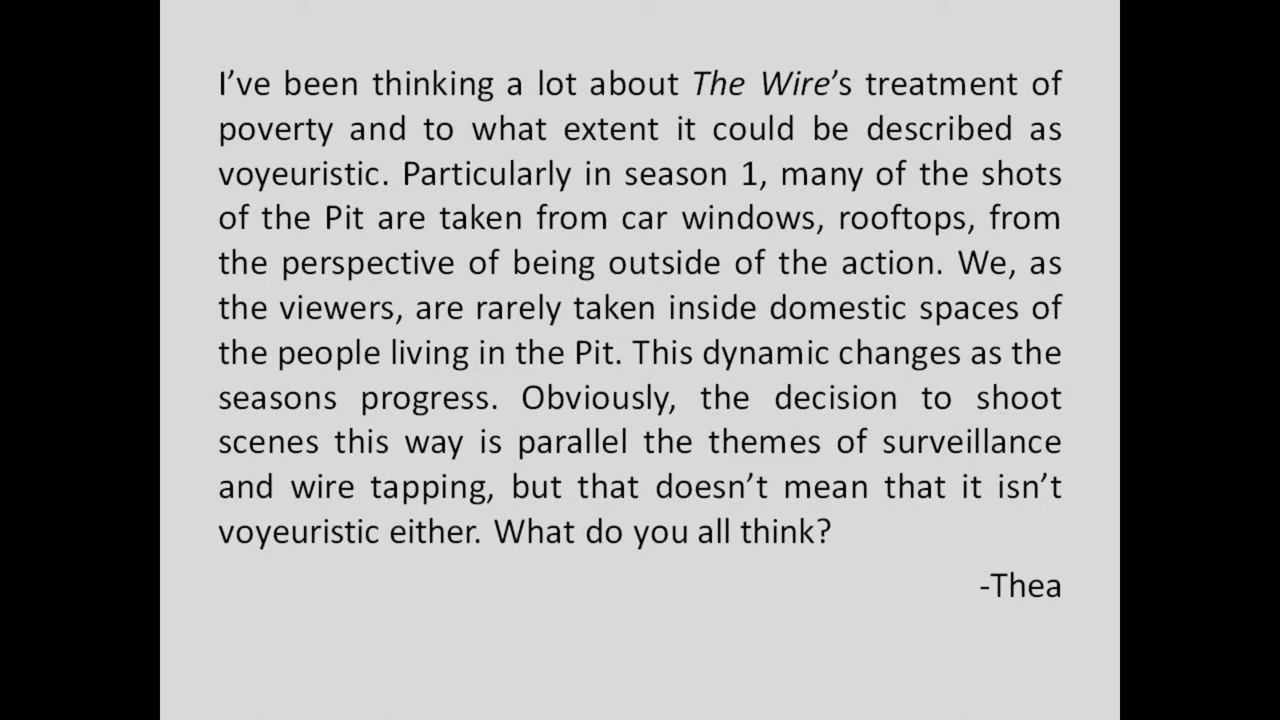 I’ve been thinking a lot about The Wire’s treatment of
poverty and to what extent it could be described as
voyeuristic. Particularly in season 1, many of the shots
of the Pit are taken from car windows, rooftops, from
the perspective of being outside of the action. We, as
the viewers, are rarely taken inside domestic spaces of
the people living in the Pit. This dynamic changes as the
seasons progress. Obviously, the decision to shoot
scenes this way is parallel the themes of surveillance
and wire tapping, but that doesn’t mean that it isn’t
voyeuristic either. What do you all think?
-Thea